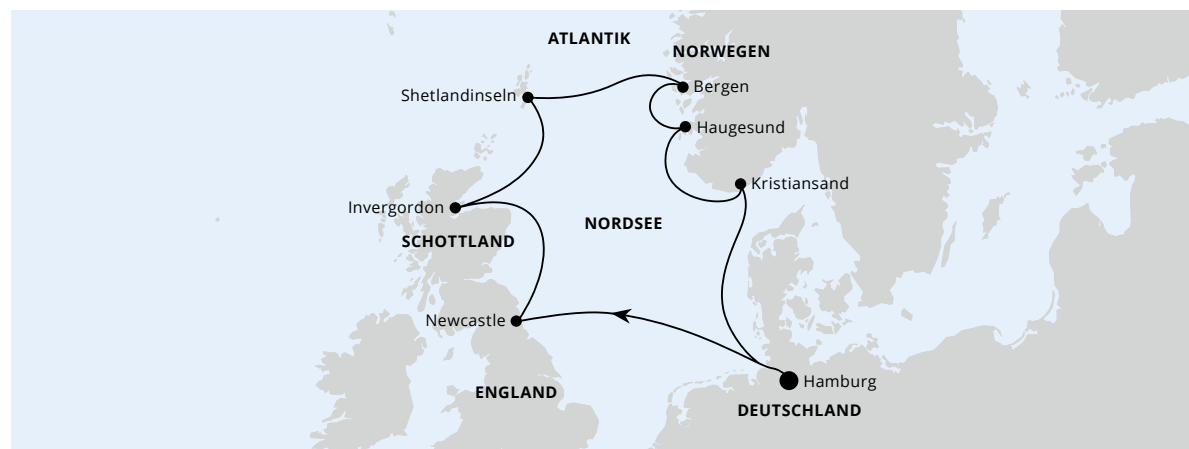 ATLANTIK
NORWEGEN
Bergen
Shetlandinseln
Haugesund
Kristiansand
Invergordon
NORDSEE
SCHOTTLAND
Newcastle
Hamburg
ENGLAND
DEUTSCHLAND